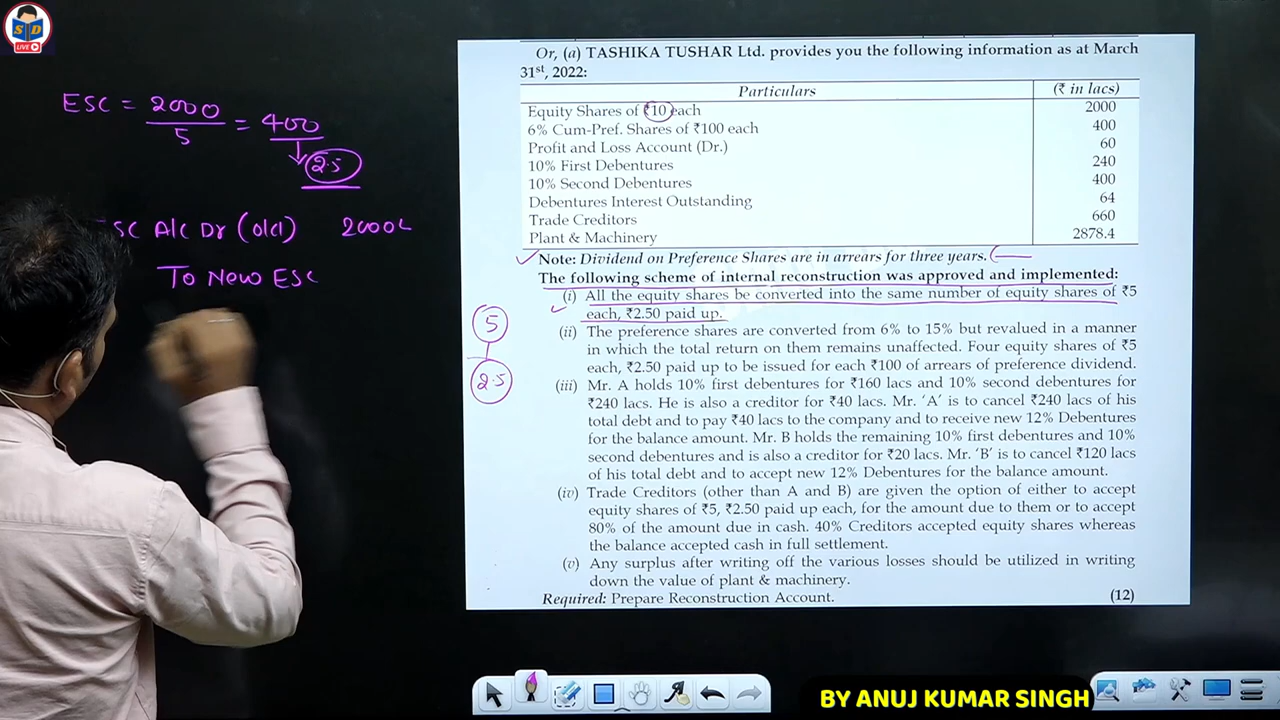 S D
LIVE
ESC = 2000 / 5 = 400
2.5
SC A/C Dr (old) 2000L
To New ESC
Or, (a) TASHIKA TUSHAR Ltd. provides you the following information as at March
31st, 2022:
Particulars (₹ in lacs)
Equity Shares of ₹10 each 2000
6% Cum-Pref. Shares of ₹100 each 400
Profit and Loss Account (Dr.) 60
10% First Debentures 240
10% Second Debentures 400
Debentures Interest Outstanding 64
Trade Creditors 660
Plant & Machinery 2878.4
Note: Dividend on Preference Shares are in arrears for three years.
The following scheme of internal reconstruction was approved and implemented:
(i) All the equity shares be converted into the same number of equity shares of ₹5
each, ₹2.50 paid up.
5
2.5
(ii) The preference shares are converted from 6% to 15% but revalued in a manner
in which the total return on them remains unaffected. Four equity shares of ₹5
each, ₹2.50 paid up to be issued for each ₹100 of arrears of preference dividend.
(iii) Mr. A holds 10% first debentures for ₹160 lacs and 10% second debentures for
₹240 lacs. He is also a creditor for ₹40 lacs. Mr. ‘A’ is to cancel ₹240 lacs of his
total debt and to pay ₹40 lacs to the company and to receive new 12% Debentures
for the balance amount. Mr. B holds the remaining 10% first debentures and 10%
second debentures and is also a creditor for ₹20 lacs. Mr. ‘B’ is to cancel ₹120 lacs
of his total debt and to accept new 12% Debentures for the balance amount.
(iv) Trade Creditors (other than A and B) are given the option of either to accept
equity shares of ₹5, ₹2.50 paid up each, for the amount due to them or to accept
80% of the amount due in cash. 40% Creditors accepted equity shares whereas
the balance accepted cash in full settlement.
(v) Any surplus after writing off the various losses should be utilized in writing
down the value of plant & machinery.
Required: Prepare Reconstruction Account. (12)
BY ANUJ KUMAR SINGH